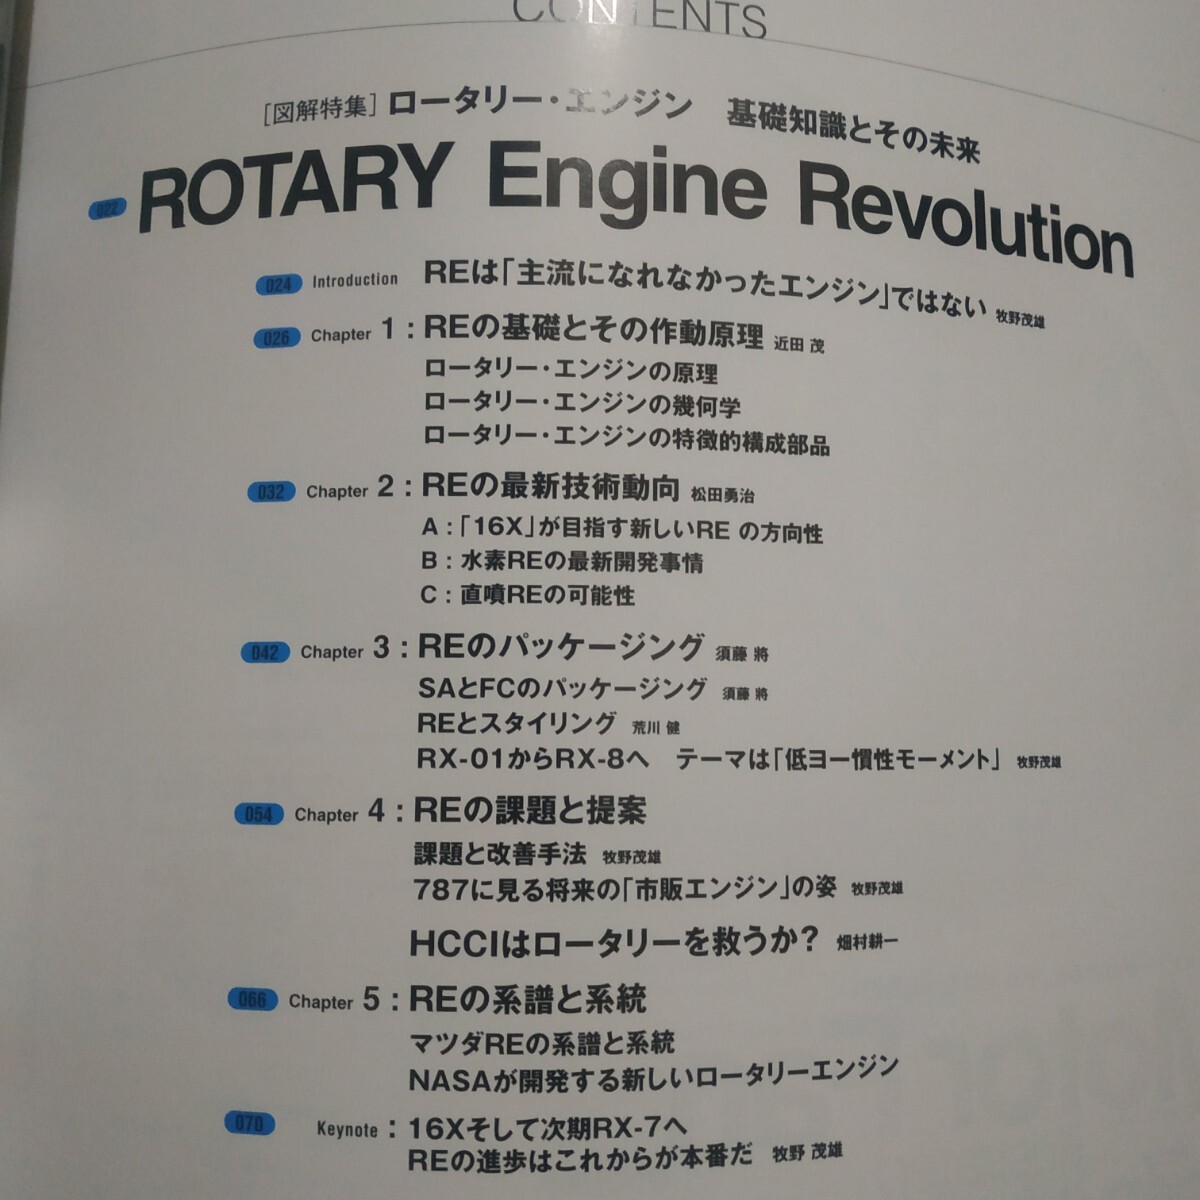 CONTENTS
[図解特集] ロータリー・エンジン 基礎知識とその未来
022 ROTARY Engine Revolution
024 Introduction REは「主流になれなかったエンジン」ではない 牧野茂雄
026 Chapter 1 : REの基礎とその作動原理 近田 茂
ロータリー・エンジンの原理
ロータリー・エンジンの幾何学
ロータリー・エンジンの特徴的構成部品
032 Chapter 2 : REの最新技術動向 松田勇治
A : 「16X」が目指す新しいRE の方向性
B : 水素REの最新開発事情
C : 直噴REの可能性
042 Chapter 3 : REのパッケージング 須藤 將
SAとFCのパッケージング 須藤 將
REとスタイリング 荒川 健
RX-01からRX-8へ テーマは「低ヨー慣性モーメント」 牧野茂雄
054 Chapter 4 : REの課題と提案
課題と改善手法 牧野茂雄
787に見る将来の「市販エンジン」の姿 牧野茂雄
HCCIはロータリーを救うか? 畑村耕一
066 Chapter 5 : REの系譜と系統
マツダREの系譜と系統
NASAが開発する新しいロータリーエンジン
070 Keynote : 16Xそして次期RX-7へ
REの進歩はこれからが本番だ 牧野 茂雄